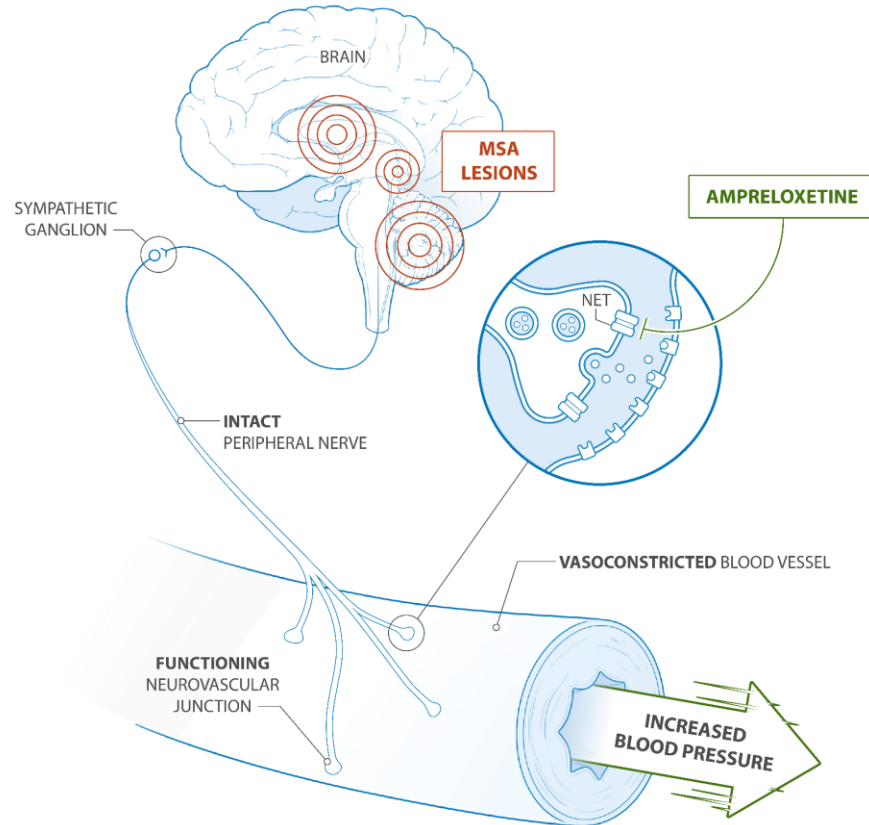 BRAIN
MSA
LESIONS
AMPRELOXETINE
SYMPATHETIC
GANGLION
NET
INTACT
PERIPHERAL NERVE
VASOCONSTRICTED BLOOD VESSEL
FUNCTIONING
NEUROVASCULAR
JUNCTION
INCREASED
BLOOD PRESSURE